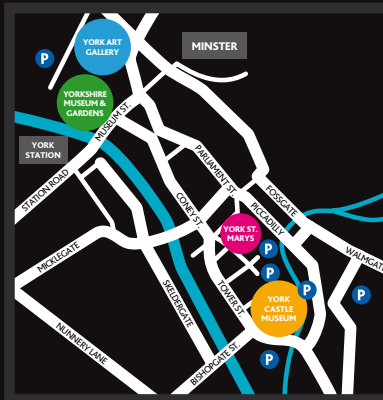 YORK ART
GALLERY
MINSTER
P
YORKSHIRE
MUSEUM &
GARDENS
MUSEUM ST.
YORK
STATION
STATION ROAD
PARLIAMENT ST.
FOSSGATE
CONEY ST.
PICCADILLY
YORK ST.
MARYS
WALMGAT
MICKLEGATE
P
P
SKELDERGATE
TOWER ST.
YORK
CASTLE
MUSEUM
P
P
NUNNERY LANE
BISHOPGATE ST.
P